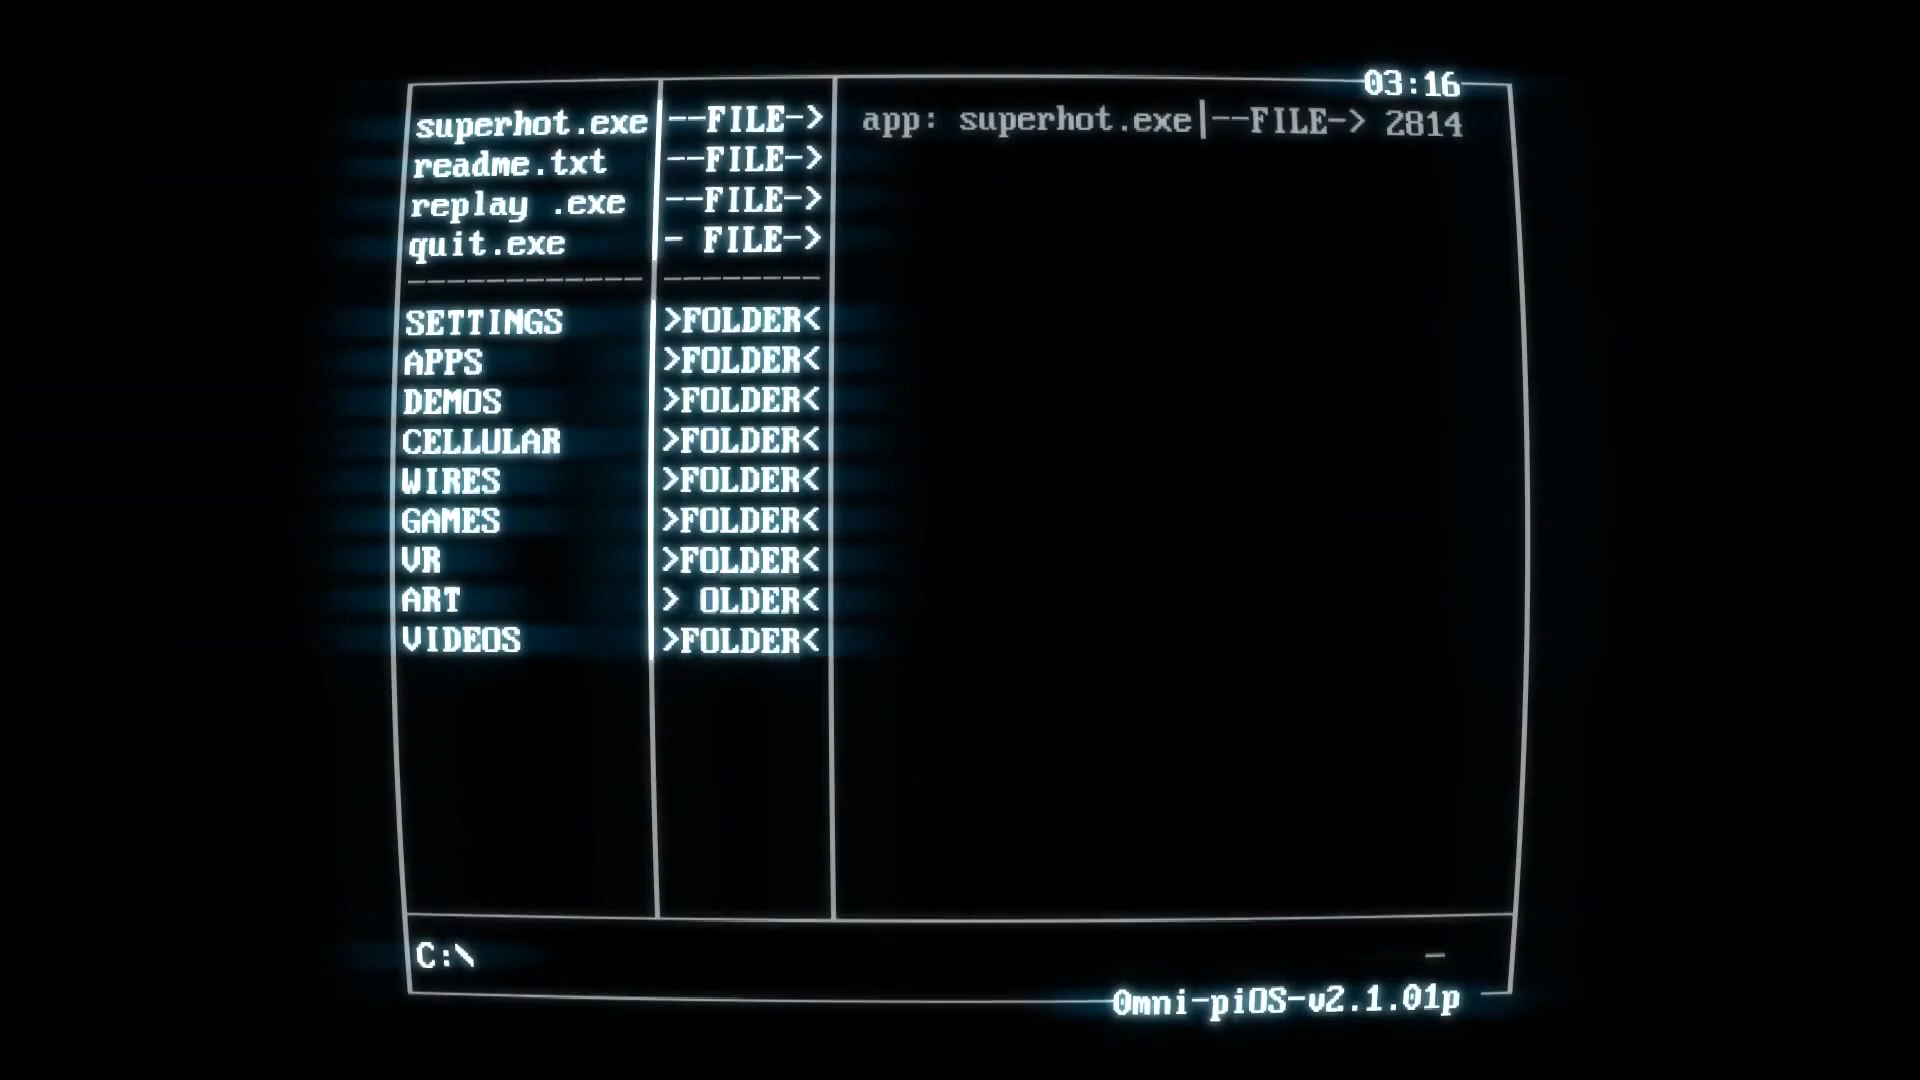 03:16
superhot.exe --FILE-> app: superhot.exe|--FILE-> 2814
readme.txt --FILE->
replay .exe --FILE->
quit.exe - FILE->
SETTINGS >FOLDER<
APPS >FOLDER<
DEMOS >FOLDER<
CELLULAR >FOLDER<
WIRES >FOLDER<
GAMES >FOLDER<
VR >FOLDER<
ART > OLDER<
VIDEOS >FOLDER<
C:\ _
Omni-piOS-v2.1.01p